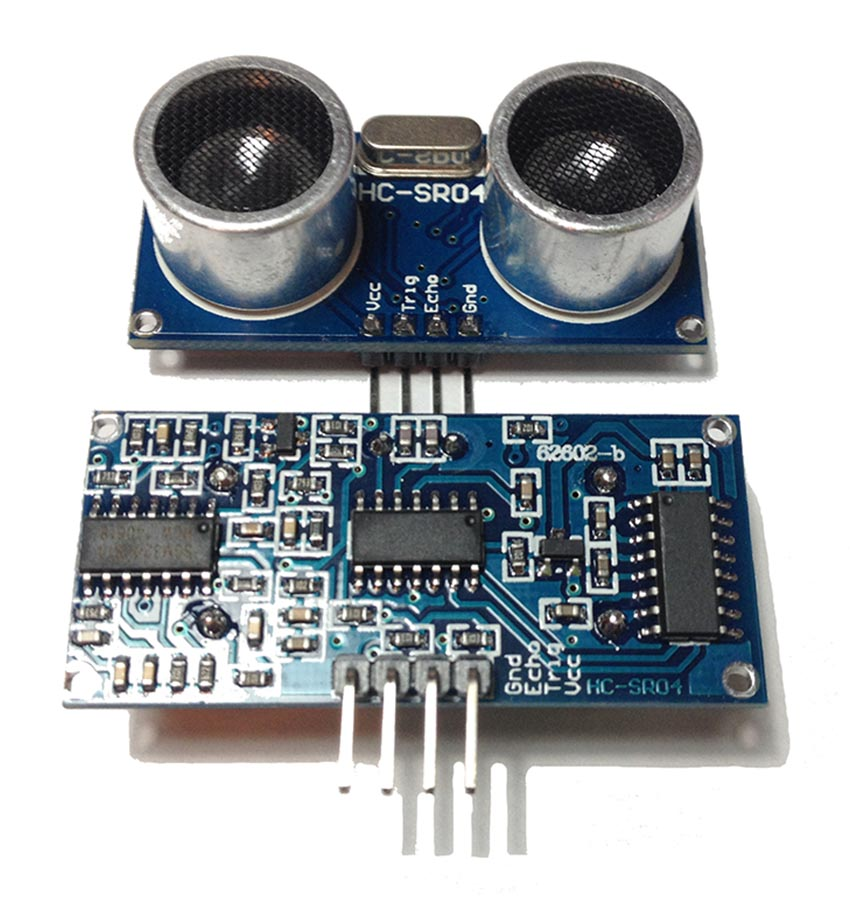 HC-SR04
Vcc
Trig
Echo
Gnd
62602-b
Gnd
Echo
Trig
Vcc
HC-SR04